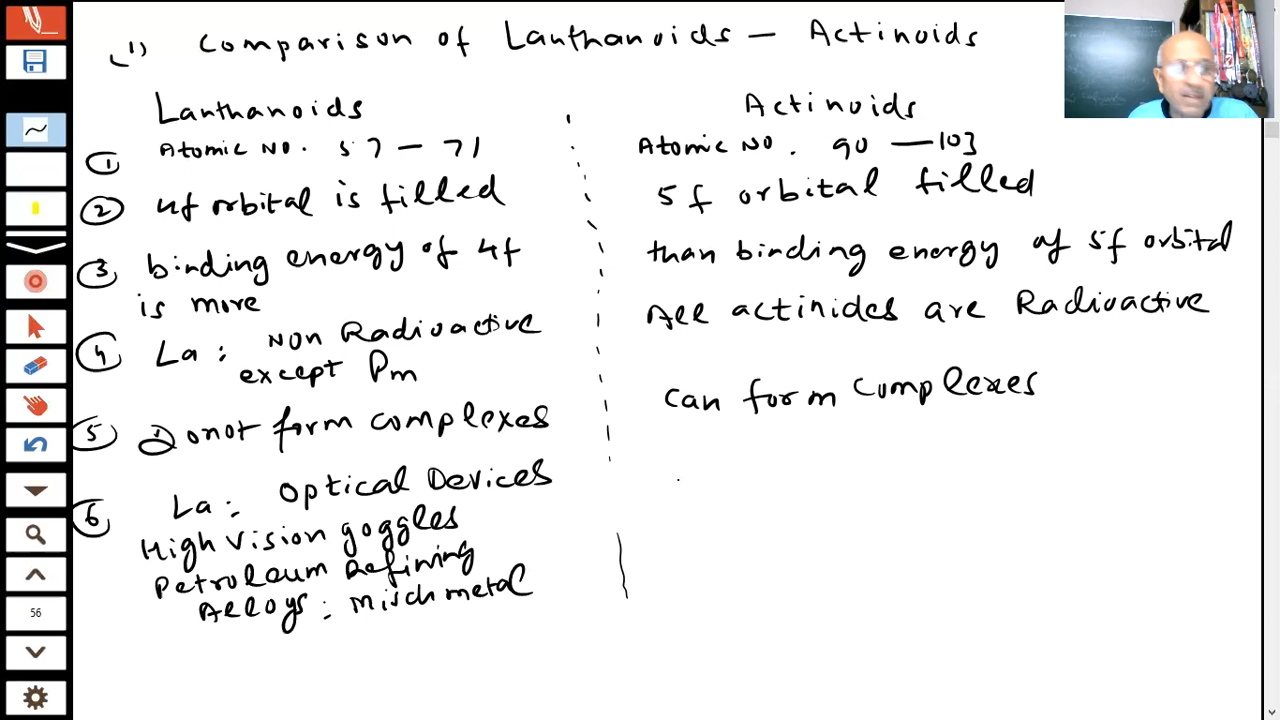 (1) Comparison of Lanthanoids – Actinoids
Lanthanoids
Actinoids
① Atomic No. 57 – 71
Atomic No. 90 — 103
② 4f orbital is filled
5f orbital filled
③ binding energy of 4f
is more
than binding energy of 5f orbital
④ La: Non Radioactive
except Pm
All actinides are Radioactive
⑤ Donot form complexes
can form complexes
⑥ La: Optical Devices
High vision goggles
Petroleum Refining
Alloys: Misch metal
56